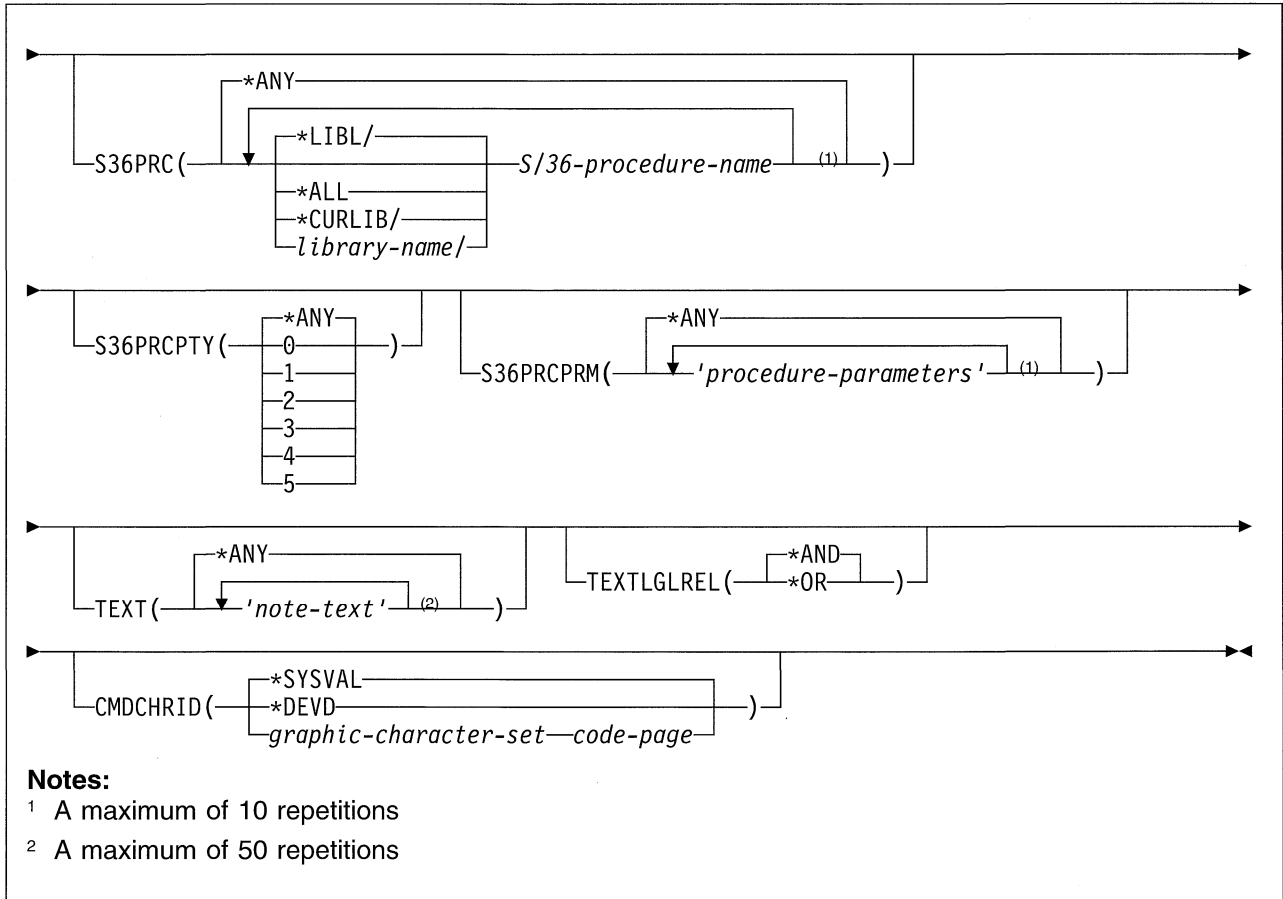 *ANY
*LIBL/
S36PRC( S/36-procedure-name (1) )
*ALL
*CURLIB/
library-name/
*ANY *ANY
S36PRCPTY( 0 )
1 S36PRCPRM( 'procedure-parameters' (1) )
2
3
4
5
*ANY *AND
TEXTLGLREL( *OR )
TEXT( 'note-text' (2) )
*SYSVAL
CMDCHRID( *DEVD )
graphic-character-set code-page
Notes:
1 A maximum of 10 repetitions
2 A maximum of 50 repetitions